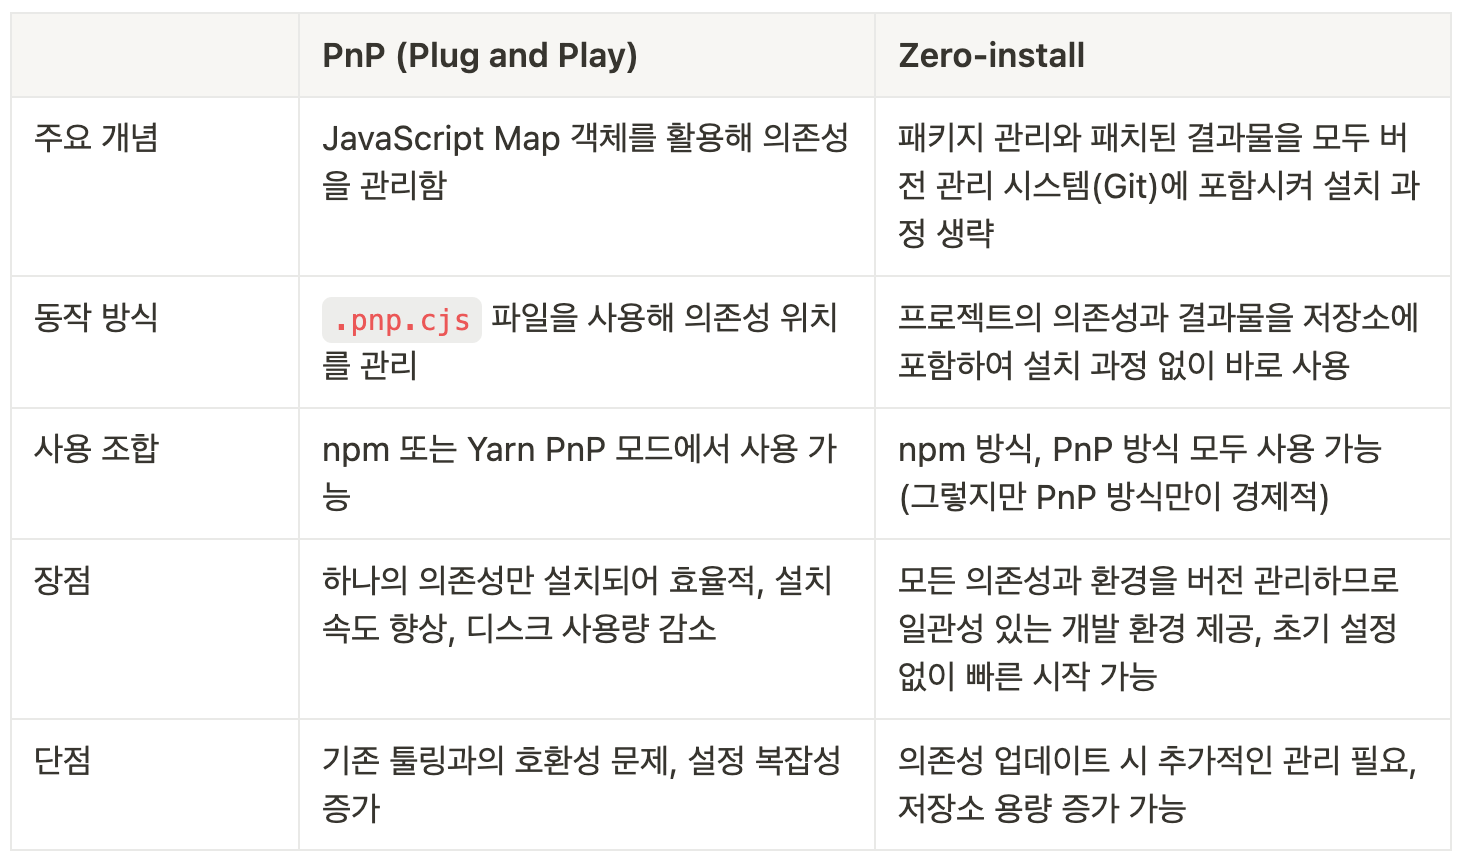 PnP (Plug and Play)
Zero-install
주요 개념
JavaScript Map 객체를 활용해 의존성
을 관리함
패키지 관리와 패치된 결과물을 모두 버
전 관리 시스템(Git)에 포함시켜 설치 과
정 생략
동작 방식
.pnp.cjs 파일을 사용해 의존성 위치
를 관리
프로젝트의 의존성과 결과물을 저장소에
포함하여 설치 과정 없이 바로 사용
사용 조합
npm 또는 Yarn PnP 모드에서 사용 가
능
npm 방식, PnP 방식 모두 사용 가능
(그렇지만 PnP 방식만이 경제적)
장점
하나의 의존성만 설치되어 효율적, 설치
속도 향상, 디스크 사용량 감소
모든 의존성과 환경을 버전 관리하므로
일관성 있는 개발 환경 제공, 초기 설정
없이 빠른 시작 가능
단점
기존 툴링과의 호환성 문제, 설정 복잡성
증가
의존성 업데이트 시 추가적인 관리 필요,
저장소 용량 증가 가능